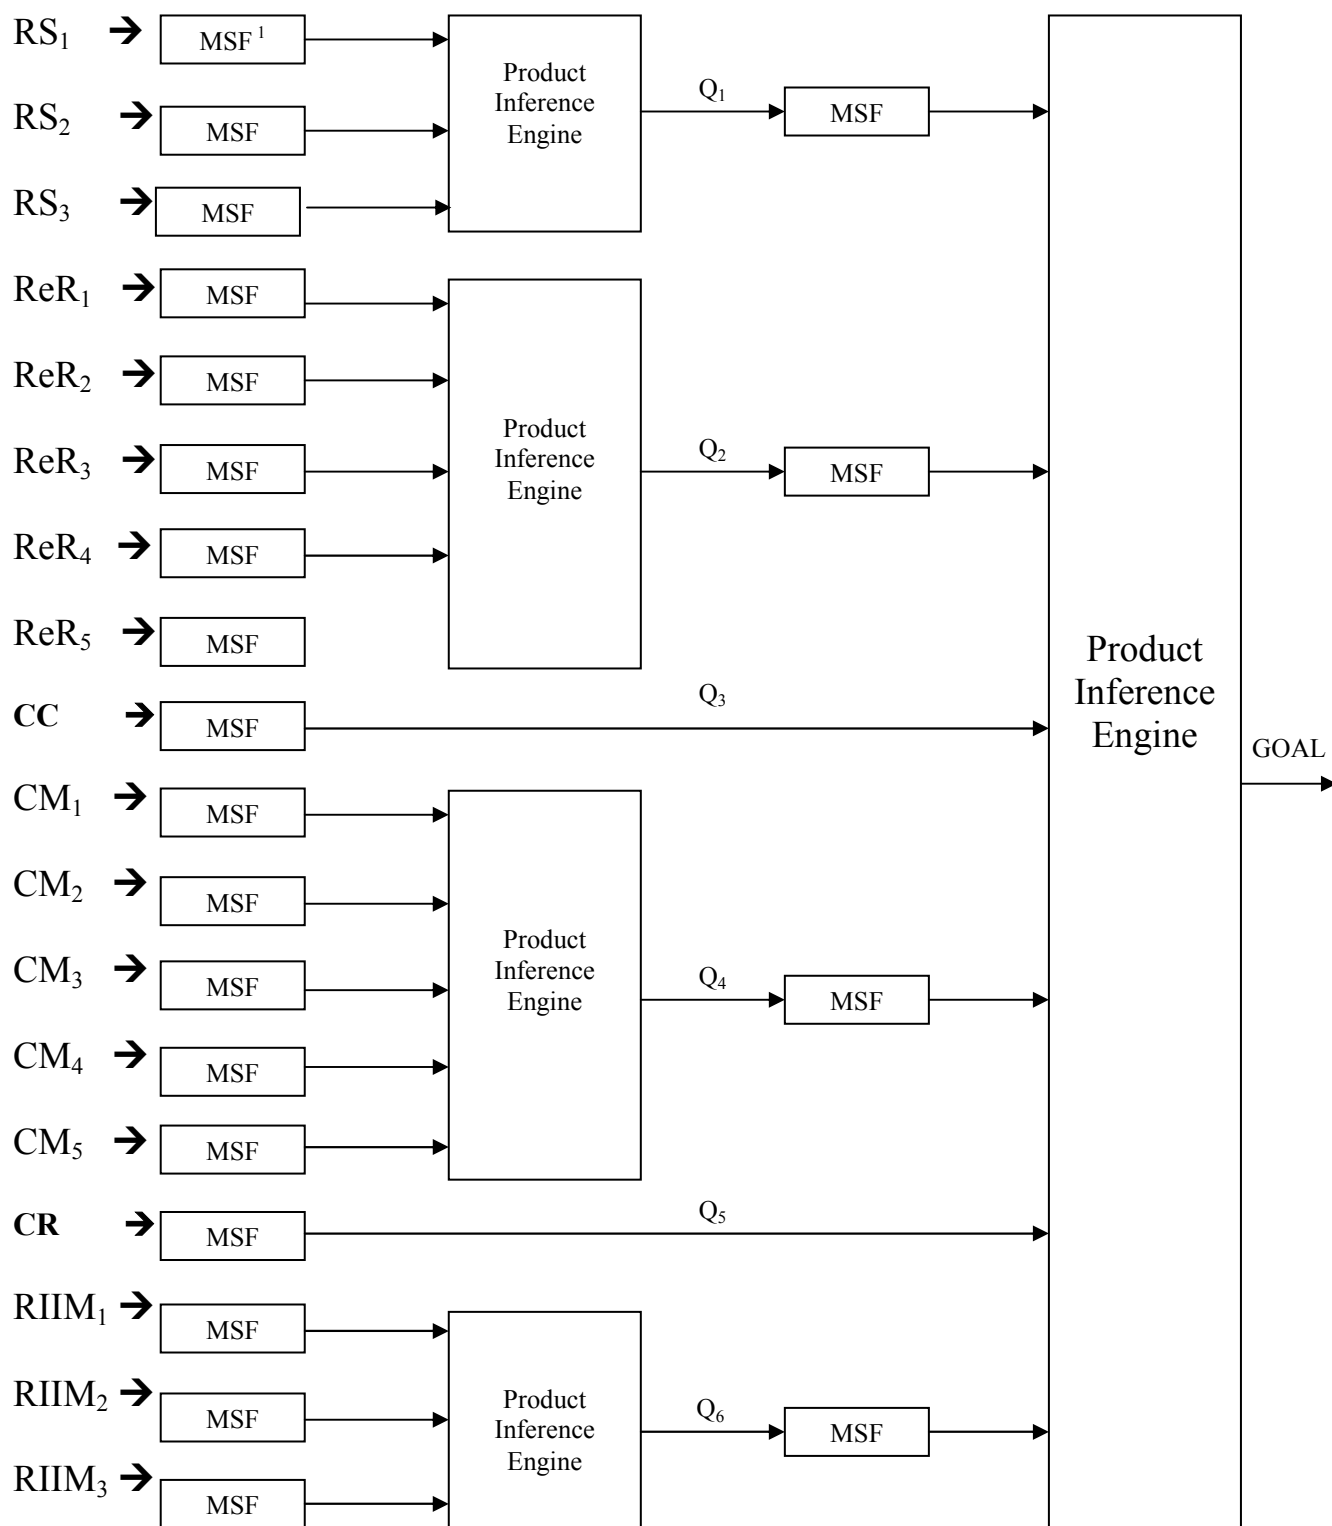 RS₁ ➔ MSF ¹
RS₂ ➔ MSF
RS₃ ➔ MSF
Product
Inference
Engine
Q₁
MSF
ReR₁ ➔ MSF
ReR₂ ➔ MSF
ReR₃ ➔ MSF
ReR₄ ➔ MSF
ReR₅ ➔ MSF
Product
Inference
Engine
Q₂
MSF
CC ➔ MSF
Q₃
CM₁ ➔ MSF
CM₂ ➔ MSF
CM₃ ➔ MSF
CM₄ ➔ MSF
CM₅ ➔ MSF
Product
Inference
Engine
Q₄
MSF
CR ➔ MSF
Q₅
RIIM₁ ➔ MSF
RIIM₂ ➔ MSF
RIIM₃ ➔ MSF
Product
Inference
Engine
Q₆
MSF
Product
Inference
Engine
GOAL